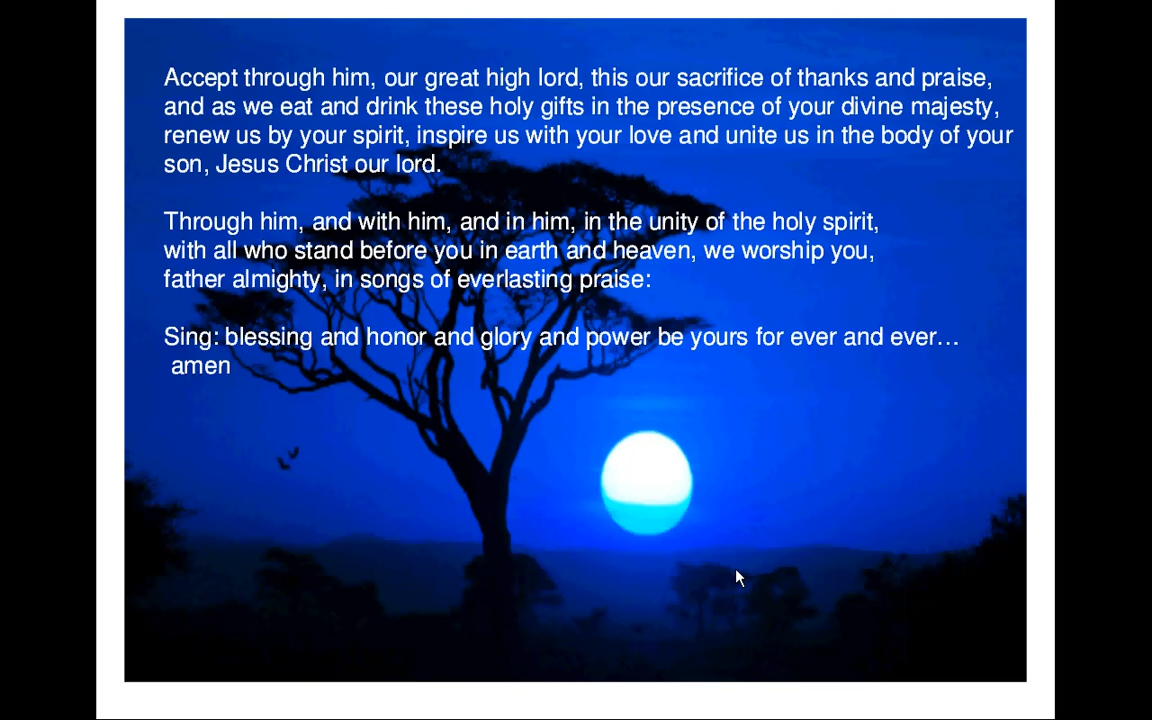 Accept through him, our great high lord, this our sacrifice of thanks and praise,
and as we eat and drink these holy gifts in the presence of your divine majesty,
renew us by your spirit, inspire us with your love and unite us in the body of your
son, Jesus Christ our lord.
Through him, and with him, and in him, in the unity of the holy spirit,
with all who stand before you in earth and heaven, we worship you,
father almighty, in songs of everlasting praise:
Sing: blessing and honor and glory and power be yours for ever and ever…
amen